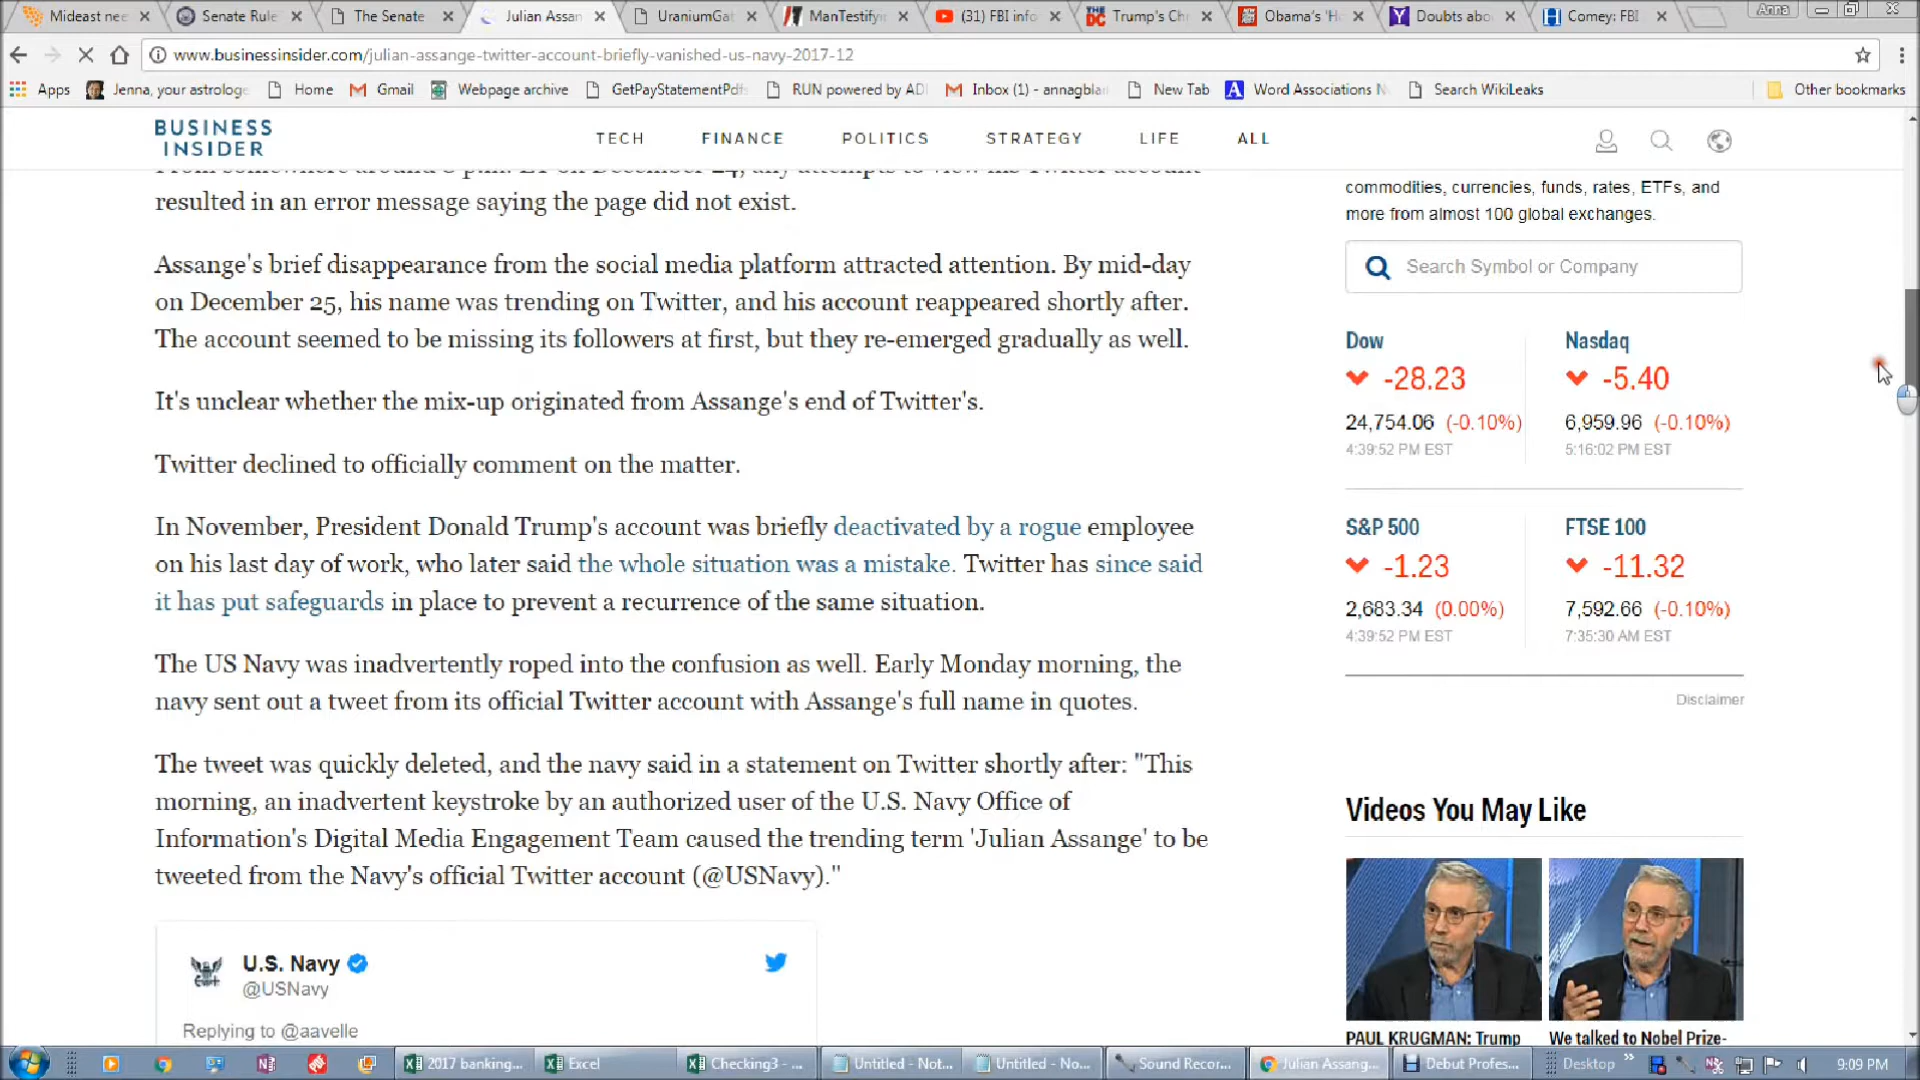 Mideast nee
Senate Rule
The Senate
Julian Assan
UraniumGat
ManTestifyi
(31) FBI info
Trump's Ch
Obama's 'H
Doubts abo
Comey: FBI
Anna
www.businessinsider.com/julian-assange-twitter-account-briefly-vanished-us-navy-2017-12
Apps
Jenna, your astrologe
Home
Gmail
Webpage archive
GetPayStatementPdf
RUN powered by AD
Inbox (1) - annagblai
New Tab
Word Associations N
Search WikiLeaks
Other bookmarks
BUSINESS
INSIDER
TECH
FINANCE
POLITICS
STRATEGY
LIFE
ALL
resulted in an error message saying the page did not exist.
Assange's brief disappearance from the social media platform attracted attention. By mid-day
on December 25, his name was trending on Twitter, and his account reappeared shortly after.
The account seemed to be missing its followers at first, but they re-emerged gradually as well.
It's unclear whether the mix-up originated from Assange's end of Twitter's.
Twitter declined to officially comment on the matter.
In November, President Donald Trump's account was briefly deactivated by a rogue employee
on his last day of work, who later said the whole situation was a mistake. Twitter has since said
it has put safeguards in place to prevent a recurrence of the same situation.
The US Navy was inadvertently roped into the confusion as well. Early Monday morning, the
navy sent out a tweet from its official Twitter account with Assange's full name in quotes.
The tweet was quickly deleted, and the navy said in a statement on Twitter shortly after: "This
morning, an inadvertent keystroke by an authorized user of the U.S. Navy Office of
Information's Digital Media Engagement Team caused the trending term 'Julian Assange' to be
tweeted from the Navy's official Twitter account (@USNavy)."
U.S. Navy
@USNavy
Replying to @aavelle
commodities, currencies, funds, rates, ETFs, and
more from almost 100 global exchanges.
Search Symbol or Company
Dow
-28.23
24,754.06 (-0.10%)
4:39:52 PM EST
Nasdaq
-5.40
6,959.96 (-0.10%)
5:16:02 PM EST
S&P 500
-1.23
2,683.34 (0.00%)
4:39:52 PM EST
FTSE 100
-11.32
7,592.66 (-0.10%)
7:35:30 AM EST
Disclaimer
Videos You May Like
PAUL KRUGMAN: Trump
We talked to Nobel Prize-
2017 banking...
Excel
Checking3 - ...
Untitled - Not...
Untitled - No...
Sound Recor...
Julian Assang...
Debut Profes...
Desktop
9:09 PM